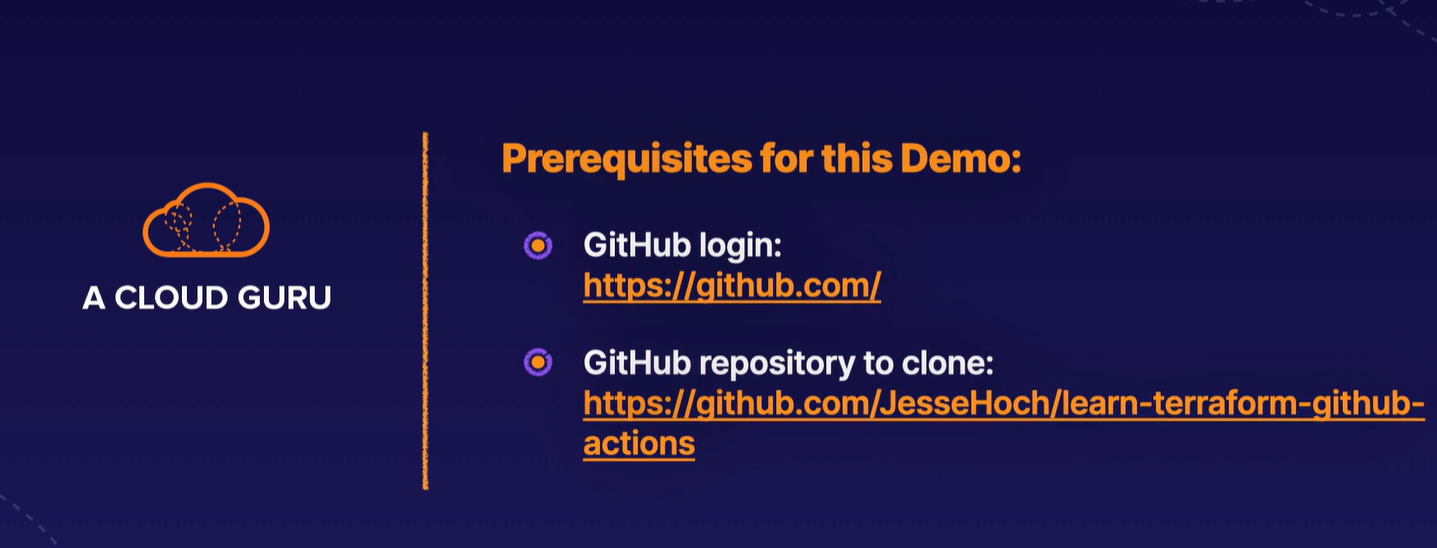 A CLOUD GURU
Prerequisites for this Demo:
GitHub login:
https://github.com/
GitHub repository to clone:
https://github.com/JesseHoch/learn-terraform-github-
actions